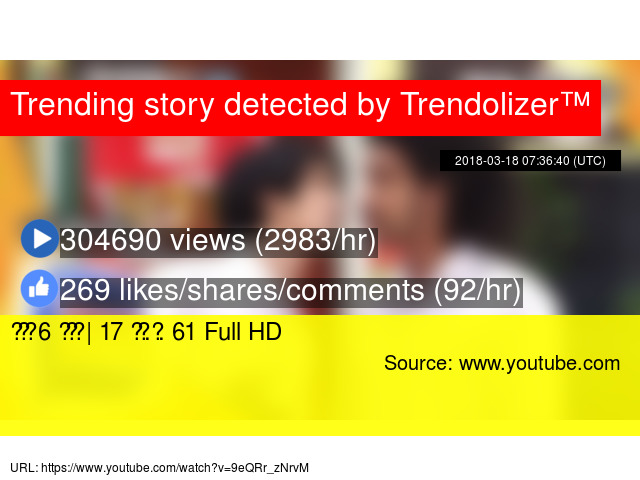 Trending story detected by Trendolizer™
2018-03-18 07:36:40 (UTC)
304690 views (2983/hr)
269 likes/shares/comments (92/hr)
???6 ???| 17 ??.?. 61 Full HD
Source: www.youtube.com
URL: https://www.youtube.com/watch?v=9eQRr_zNrvM